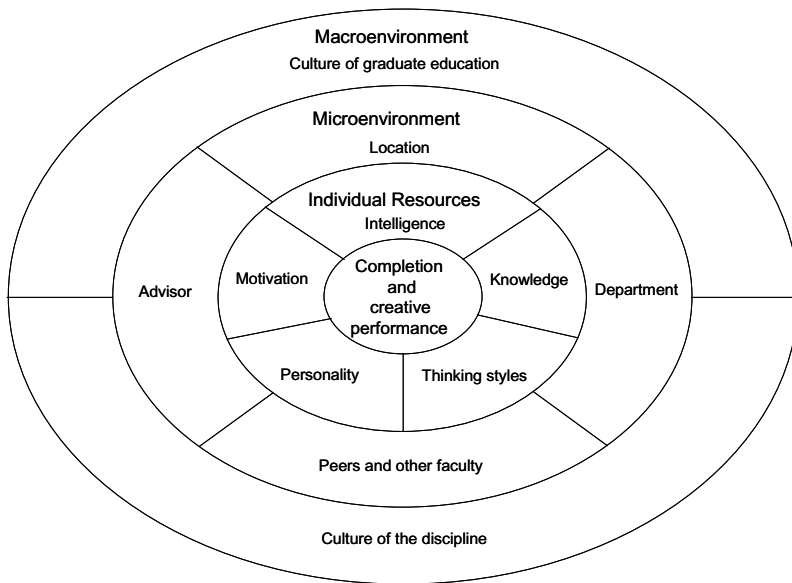 Macroenvironment
Culture of graduate education
Microenvironment
Location
Individual Resources
Intelligence
Motivation
Completion
and
creative
performance
Knowledge
Advisor
Department
Personality
Thinking styles
Peers and other faculty
Culture of the discipline